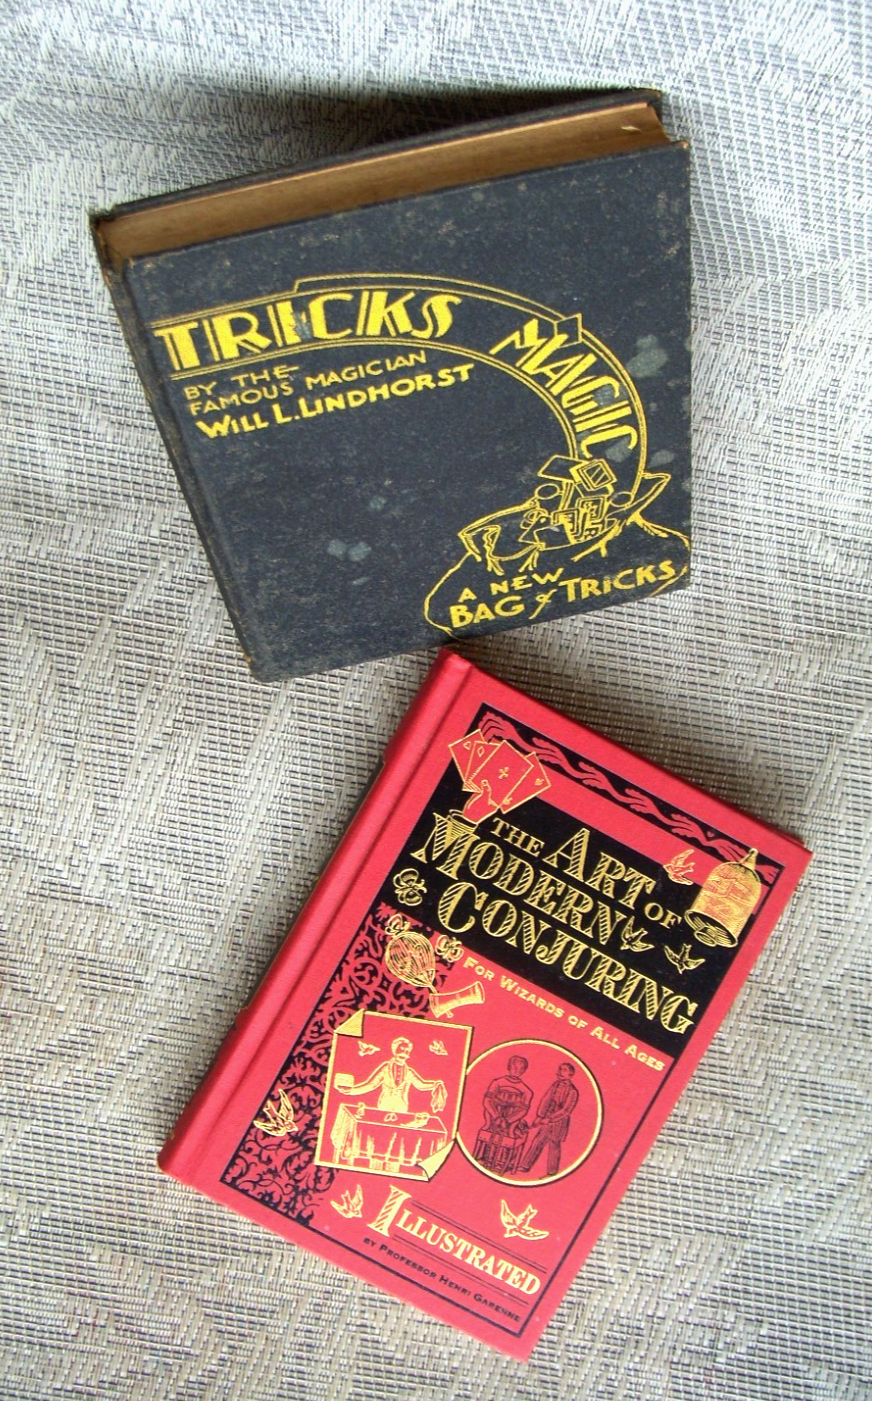 TRICKS MAGIC
BY THE
FAMOUS MAGICIAN
WILL L. LINDHORST
A NEW
BAG of TRICKS
THE ART OF
MODERN
CONJURING
FOR WIZARDS OF ALL AGES
ILLUSTRATED
BY PROFESSOR HENRI GARENNE